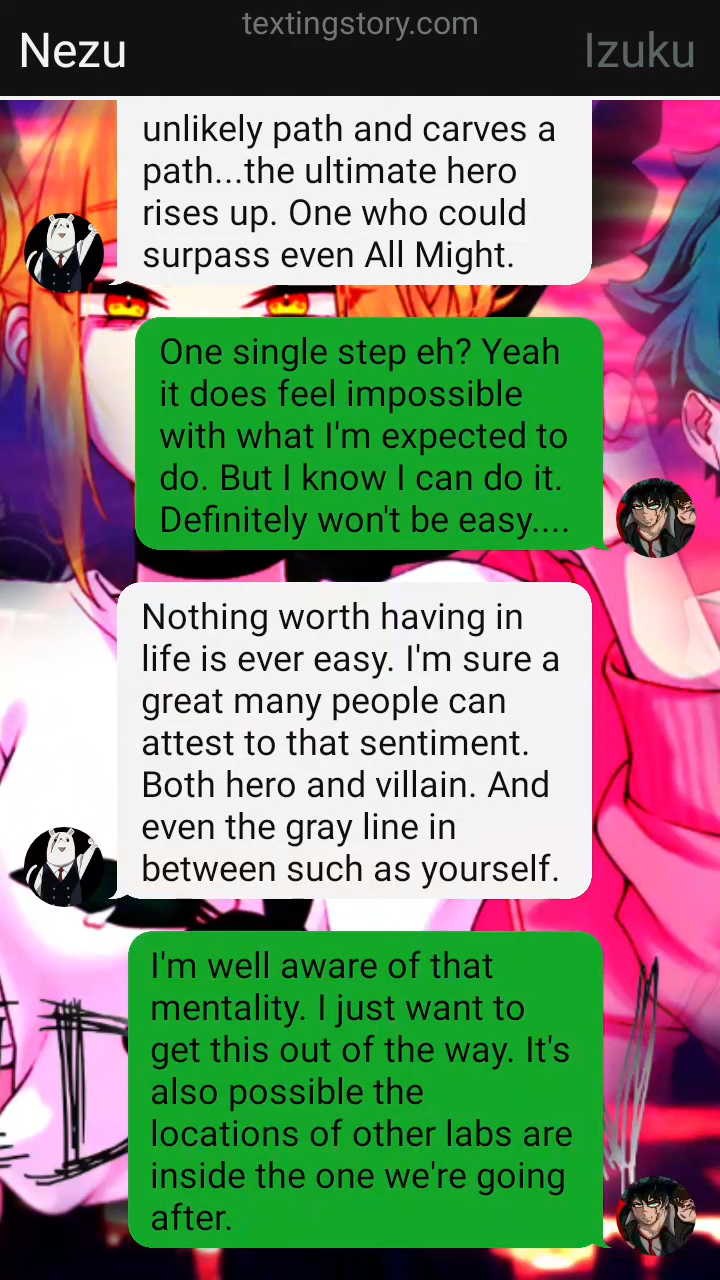 textingstory.com
Nezu
Izuku
unlikely path and carves a
path...the ultimate hero
rises up. One who could
surpass even All Might.
One single step eh? Yeah
it does feel impossible
with what I'm expected to
do. But I know I can do it.
Definitely won't be easy....
Nothing worth having in
life is ever easy. I'm sure a
great many people can
attest to that sentiment.
Both hero and villain. And
even the gray line in
between such as yourself.
I'm well aware of that
mentality. I just want to
get this out of the way. It's
also possible the
locations of other labs are
inside the one we're going
after.